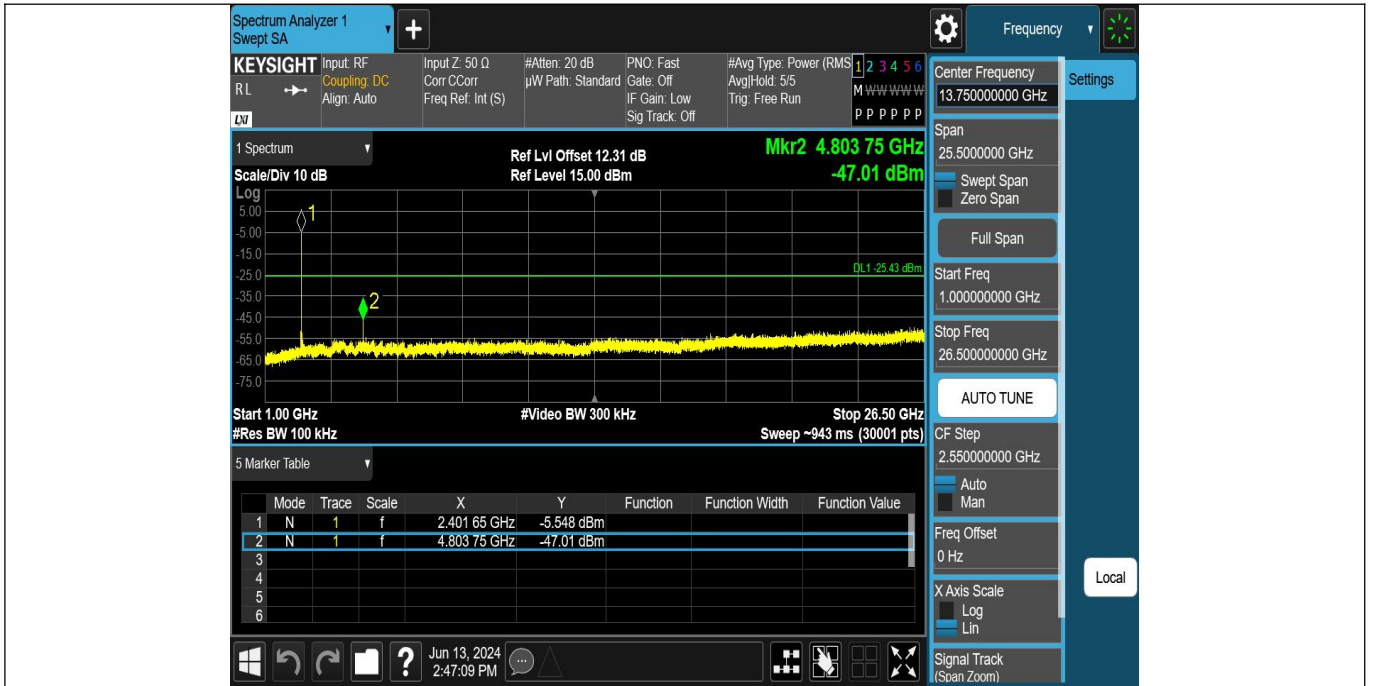 Spectrum Analyzer 1
Swept SA
+
Frequency
KEYSIGHT
RL
LXI
Input: RF
Coupling: DC
Align: Auto
Input Z: 50 Ω
Corr CCorr
Freq Ref: Int (S)
#Atten: 20 dB
µW Path: Standard
PNO: Fast
Gate: Off
IF Gain: Low
Sig Track: Off
#Avg Type: Power (RMS
Avg|Hold: 5/5
Trig: Free Run
1 2 3 4 5 6
M W W W W W
P P P P P P
1 Spectrum
Scale/Div 10 dB
Ref Lvl Offset 12.31 dB
Ref Level 15.00 dBm
Mkr2 4.803 75 GHz
-47.01 dBm
Log
5.00
-5.00
-15.0
-25.0
-35.0
-45.0
-55.0
-65.0
-75.0
1
2
DL1 -25.43 dBm
Start 1.00 GHz
#Video BW 300 kHz
Stop 26.50 GHz
#Res BW 100 kHz
Sweep ~943 ms (30001 pts)
5 Marker Table
Mode Trace Scale X Y Function Function Width Function Value
1 N 1 f 2.401 65 GHz -5.548 dBm
2 N 1 f 4.803 75 GHz -47.01 dBm
3
4
5
6
?
Jun 13, 2024
2:47:09 PM
Center Frequency
13.750000000 GHz
Span
25.5000000 GHz
Swept Span
Zero Span
Full Span
Start Freq
1.000000000 GHz
Stop Freq
26.500000000 GHz
AUTO TUNE
CF Step
2.550000000 GHz
Auto
Man
Freq Offset
0 Hz
X Axis Scale
Log
Lin
Signal Track
(Span Zoom)
Settings
Local